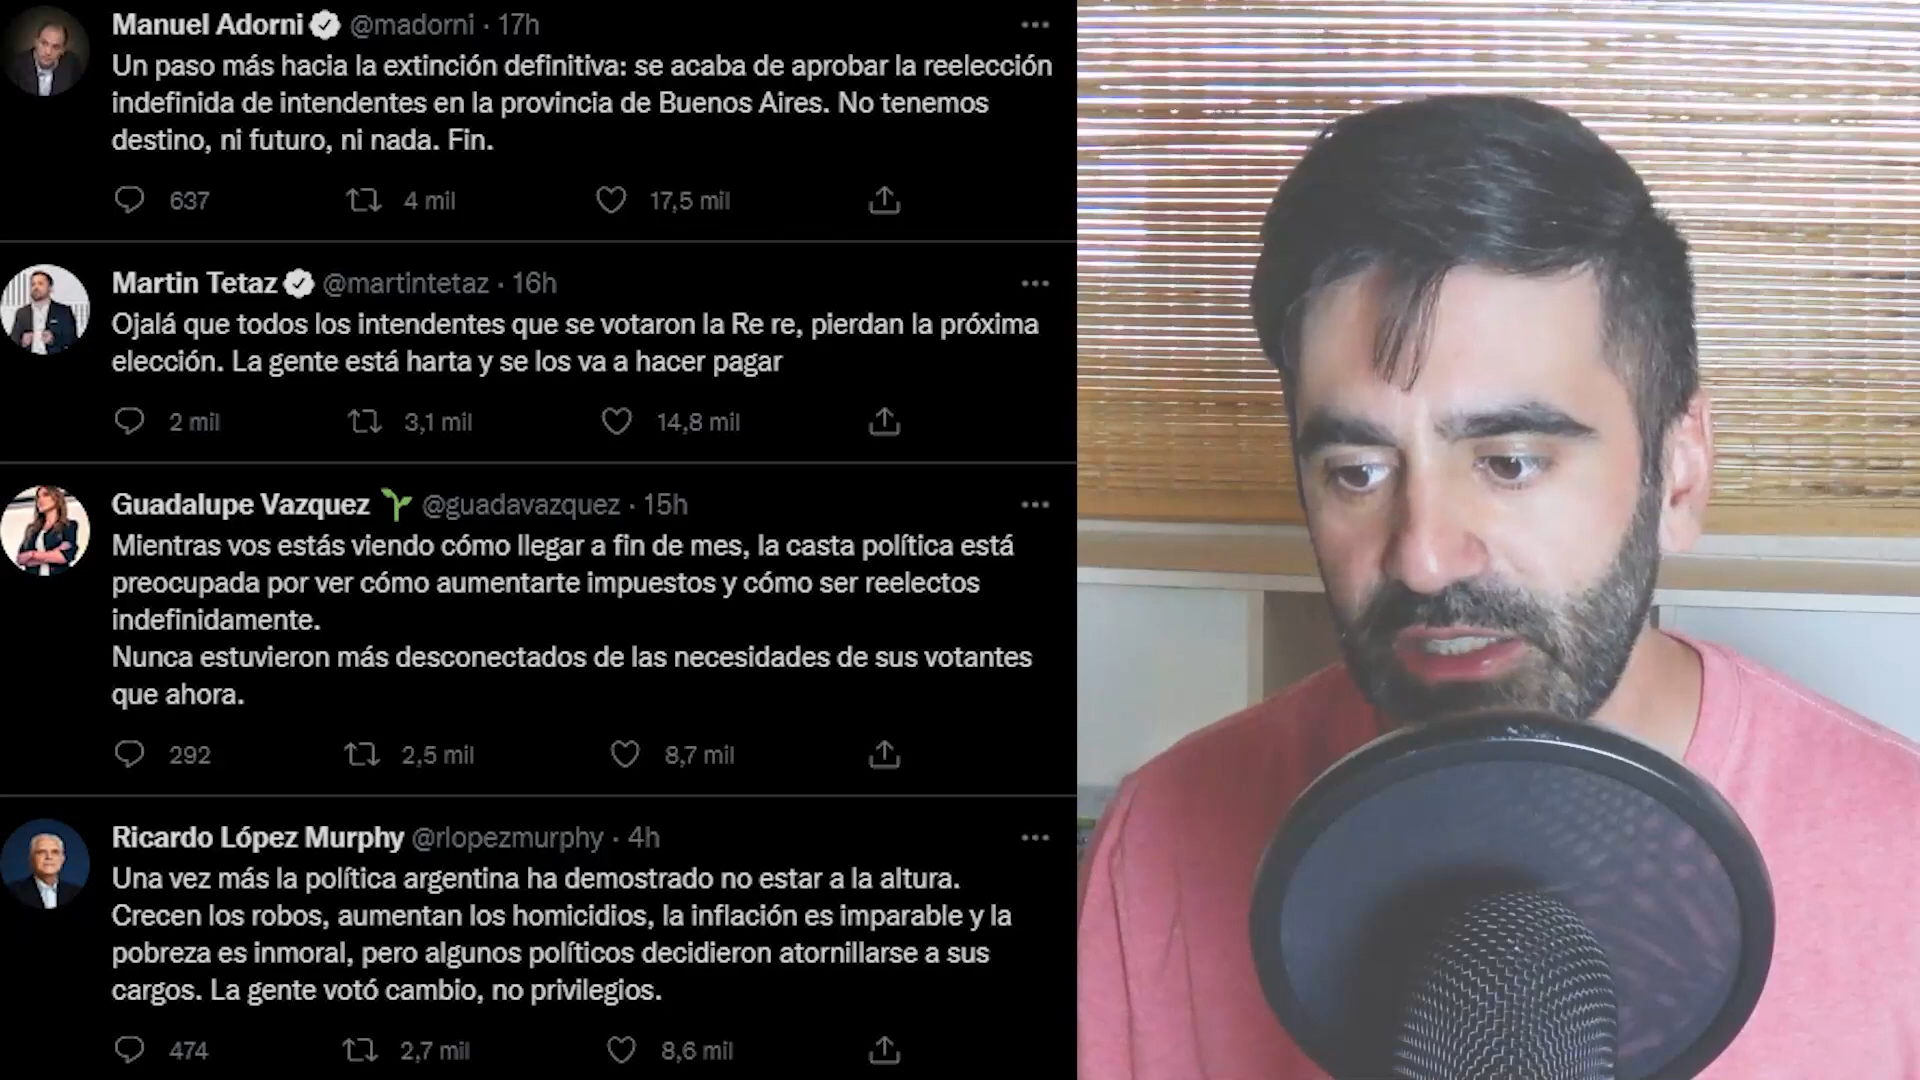 Manuel Adorni @madorni · 17h
Un paso más hacia la extinción definitiva: se acaba de aprobar la reelección
indefinida de intendentes en la provincia de Buenos Aires. No tenemos
destino, ni futuro, ni nada. Fin.
637 4 mil 17,5 mil
Martin Tetaz @martintetaz · 16h
Ojalá que todos los intendentes que se votaron la Re re, pierdan la próxima
elección. La gente está harta y se los va a hacer pagar
2 mil 3,1 mil 14,8 mil
Guadalupe Vazquez @guadavazquez · 15h
Mientras vos estás viendo cómo llegar a fin de mes, la casta política está
preocupada por ver cómo aumentarte impuestos y cómo ser reelectos
indefinidamente.
Nunca estuvieron más desconectados de las necesidades de sus votantes
que ahora.
292 2,5 mil 8,7 mil
Ricardo López Murphy @rlopezmurphy · 4h
Una vez más la política argentina ha demostrado no estar a la altura.
Crecen los robos, aumentan los homicidios, la inflación es imparable y la
pobreza es inmoral, pero algunos políticos decidieron atornillarse a sus
cargos. La gente votó cambio, no privilegios.
474 2,7 mil 8,6 mil